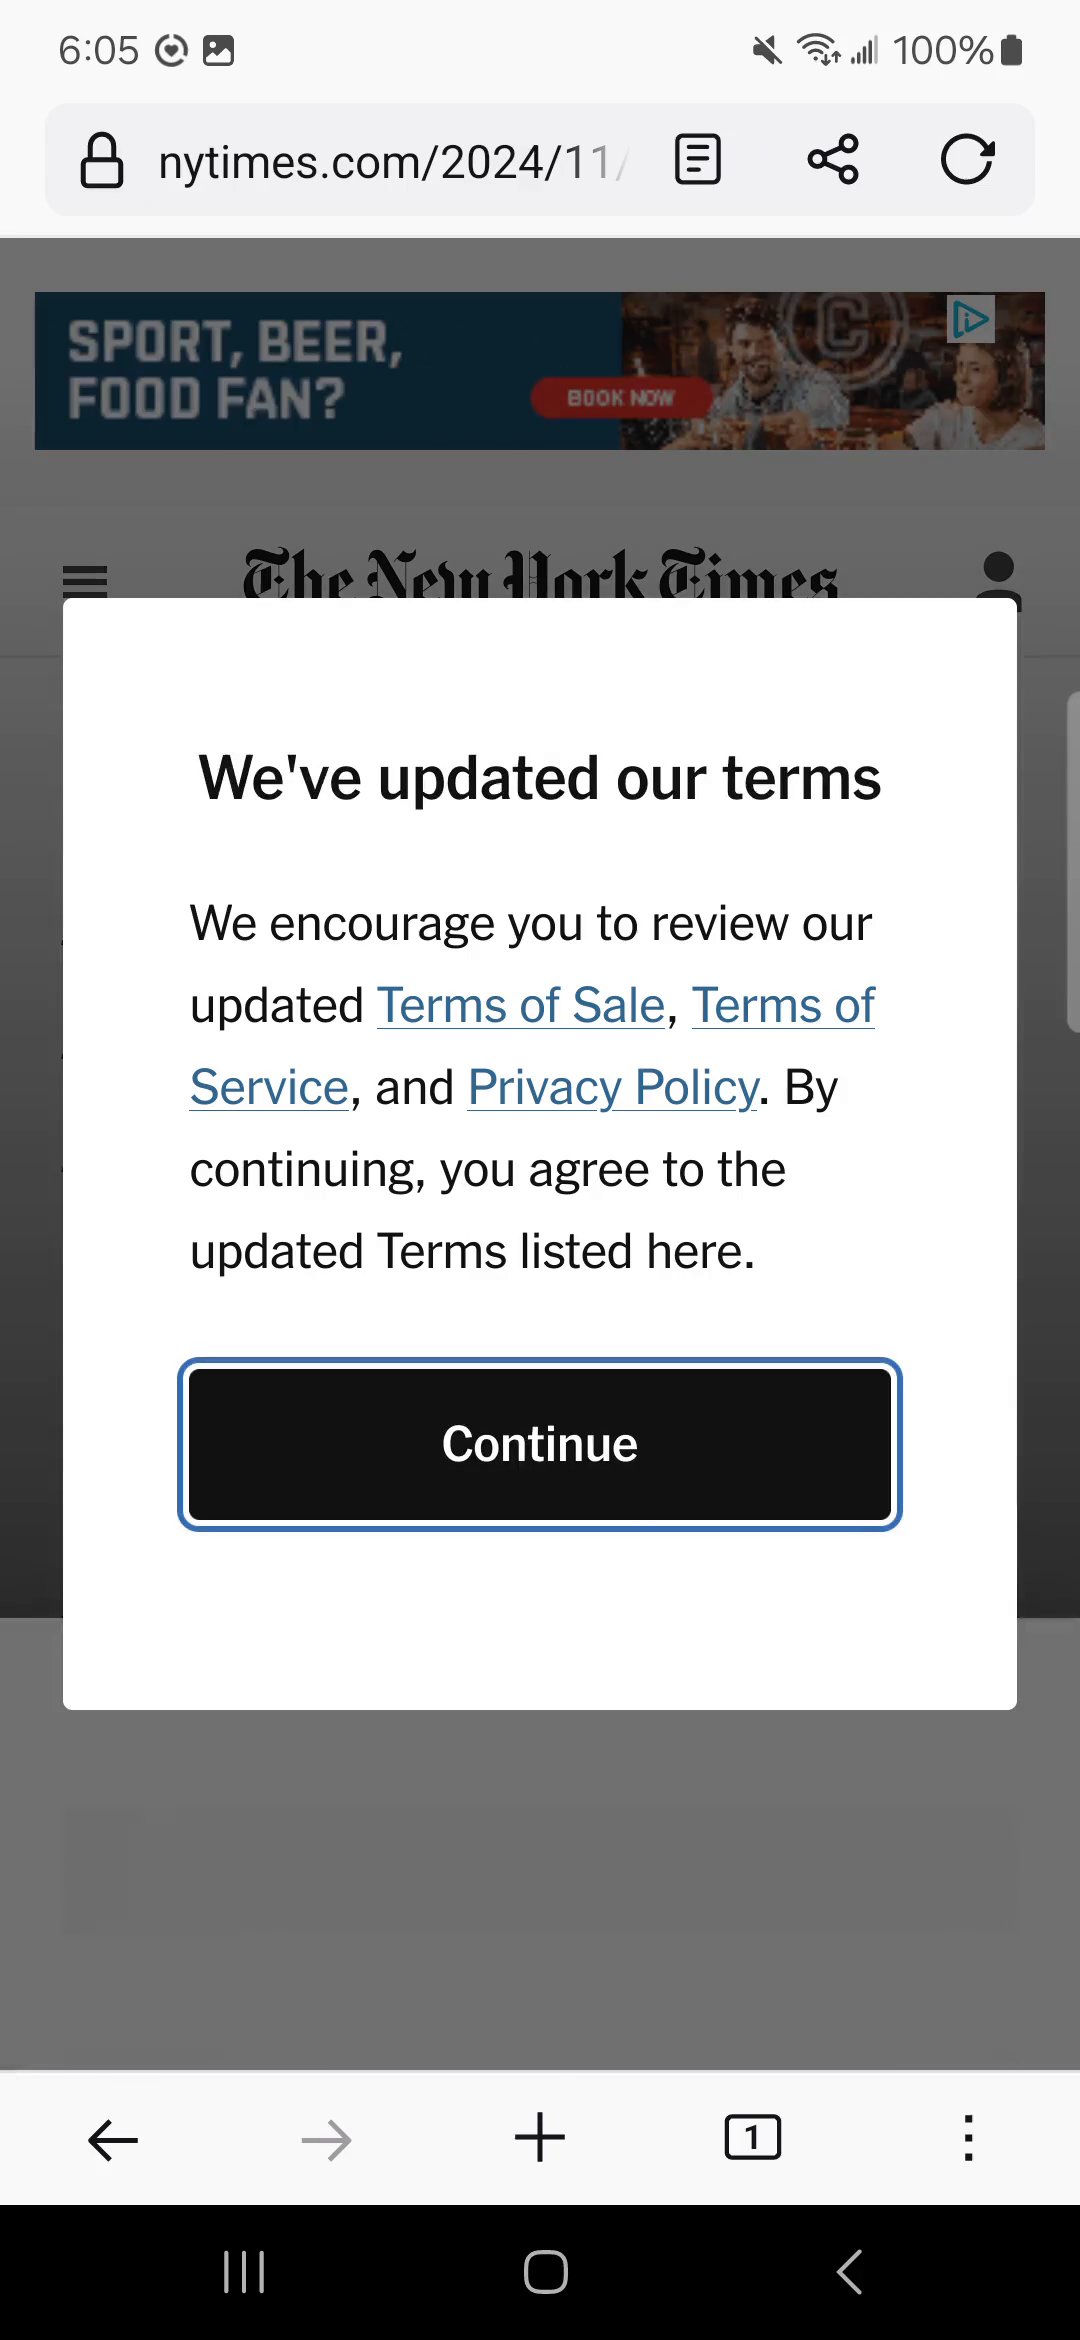 6:05 100%
nytimes.com/2024/11/
SPORT, BEER,
FOOD FAN?
BOOK NOW
The New York Times
We've updated our terms
We encourage you to review our
updated Terms of Sale, Terms of
Service, and Privacy Policy. By
continuing, you agree to the
updated Terms listed here.
Continue
1